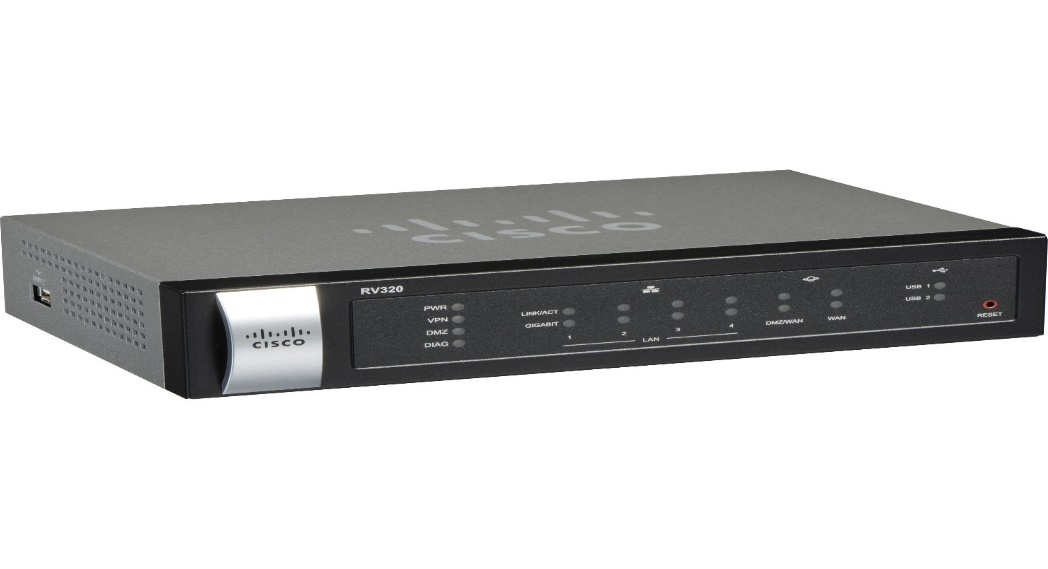 CISCO
RV320
CISCO
PWR
VPN
DMZ
DIAG
LINK/ACT
GIGABIT
1 2 3 4
LAN
DMZ/WAN WAN
USB 1
USB 2
RESET